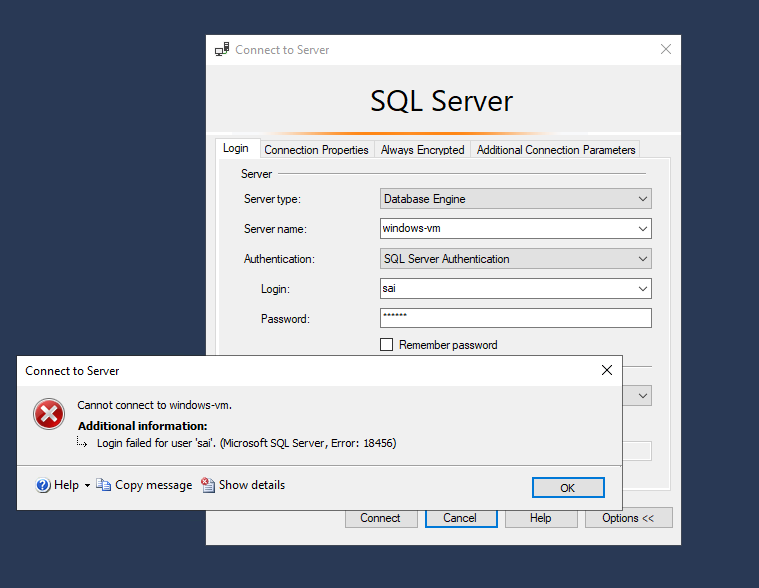 Connect to Server
SQL Server
Login Connection Properties Always Encrypted Additional Connection Parameters
Server
Server type: Database Engine
Server name: windows-vm
Authentication: SQL Server Authentication
Login: sai
Password: ******
Remember password
Connect to Server
Cannot connect to windows-vm.
Additional information:
Login failed for user 'sai'. (Microsoft SQL Server, Error: 18456)
Help Copy message Show details OK
Connect Cancel Help Options <<